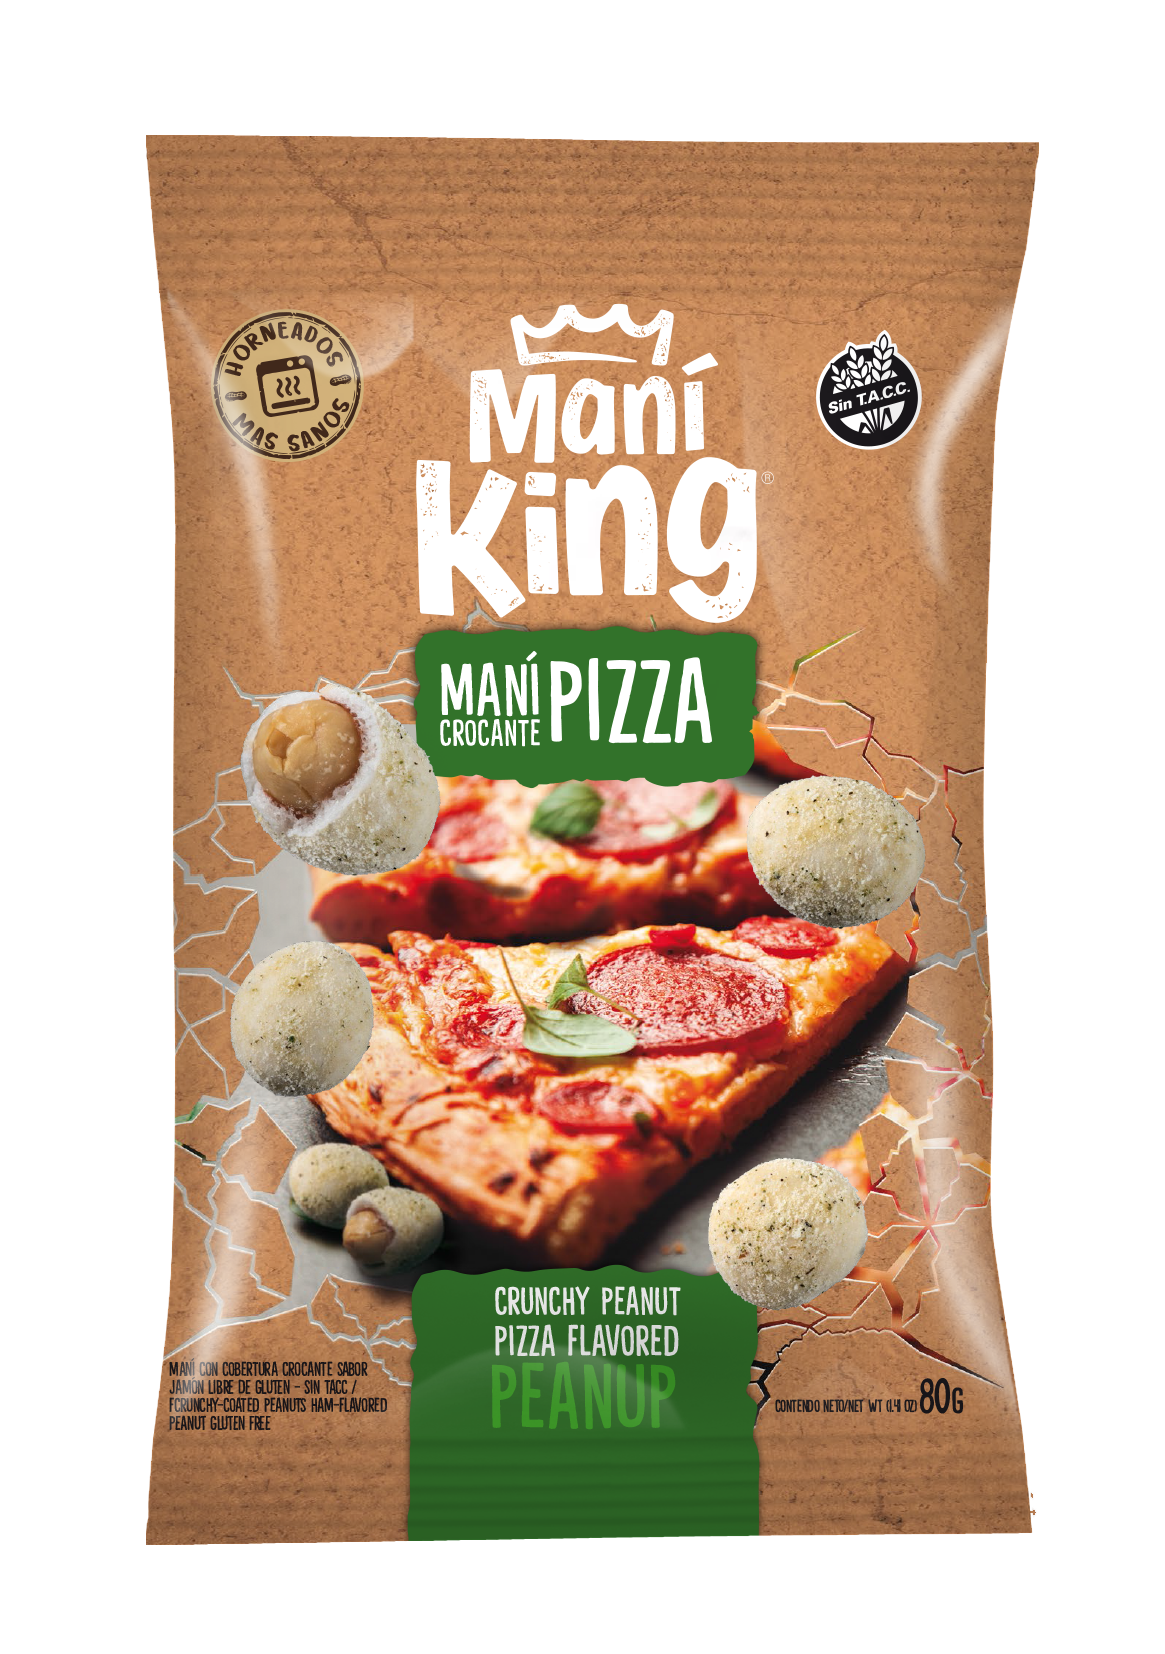 HORNEADOS
MAS SANOS
Maní
King®
Sin T.A.C.C.
MANÍ
CROCANTE
PIZZA
CRUNCHY PEANUT
PIZZA FLAVORED
PEANUP
MANÍ CON COBERTURA CROCANTE SABOR
JAMÓN LIBRE DE GLUTEN - SIN TACC /
FCRUNCHY-COATED PEANUTS HAM-FLAVORED
PEANUT GLUTEN FREE
CONTENDO NETO/NET WT (1.41 OZ) 80G